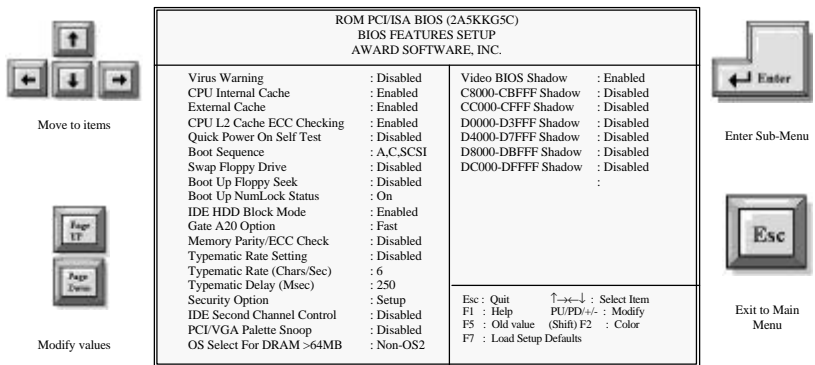 ROM PCI/ISA BIOS (2A5KKG5C)
BIOS FEATURES SETUP
AWARD SOFTWARE, INC.
Virus Warning : Disabled
CPU Internal Cache : Enabled
External Cache : Enabled
CPU L2 Cache ECC Checking : Enabled
Quick Power On Self Test : Disabled
Boot Sequence : A,C,SCSI
Swap Floppy Drive : Disabled
Boot Up Floppy Seek : Disabled
Boot Up NumLock Status : On
IDE HDD Block Mode : Enabled
Gate A20 Option : Fast
Memory Parity/ECC Check : Disabled
Typematic Rate Setting : Disabled
Typematic Rate (Chars/Sec) : 6
Typematic Delay (Msec) : 250
Security Option : Setup
IDE Second Channel Control : Disabled
PCI/VGA Palette Snoop : Disabled
OS Select For DRAM >64MB : Non-OS2
Video BIOS Shadow : Enabled
C8000-CBFFF Shadow : Disabled
CC000-CFFF Shadow : Disabled
D0000-D3FFF Shadow : Disabled
D4000-D7FFF Shadow : Disabled
D8000-DBFFF Shadow : Disabled
DC000-DFFFF Shadow : Disabled
:
Esc : Quit ↑→←↓ : Select Item
F1 : Help PU/PD/+/- : Modify
F5 : Old value (Shift) F2 : Color
F7 : Load Setup Defaults
Move to items
Page
UP
Page
Down
Modify values
Enter
Enter Sub-Menu
Esc
Exit to Main
Menu